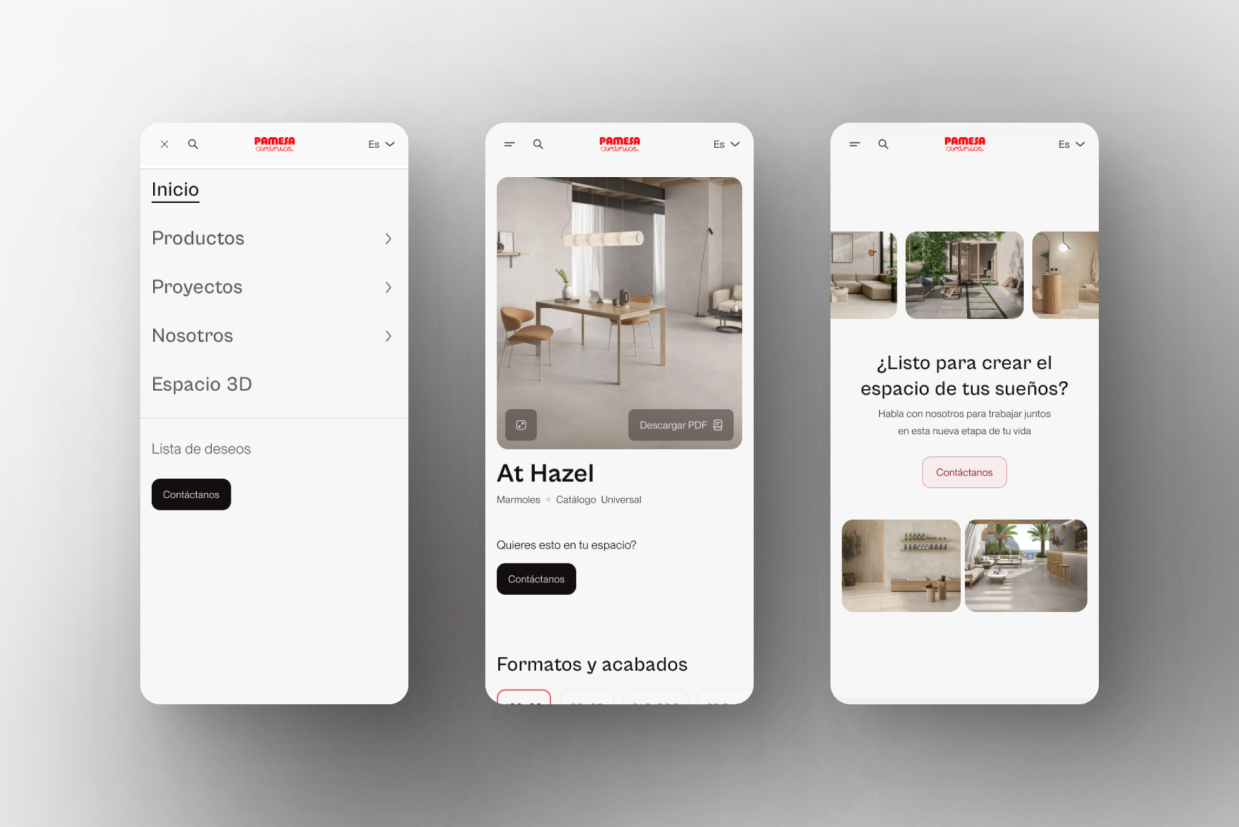 PAMESA
cerámica.
Es
Inicio
Productos
Proyectos
Nosotros
Espacio 3D
Lista de deseos
Contáctanos
PAMESA
cerámica.
Es
Descargar PDF
At Hazel
Marmoles Catálogo Universal
Quieres esto en tu espacio?
Contáctanos
Formatos y acabados
PAMESA
cerámica.
Es
¿Listo para crear el
espacio de tus sueños?
Habla con nosotros para trabajar juntos
en esta nueva etapa de tu vida
Contáctanos